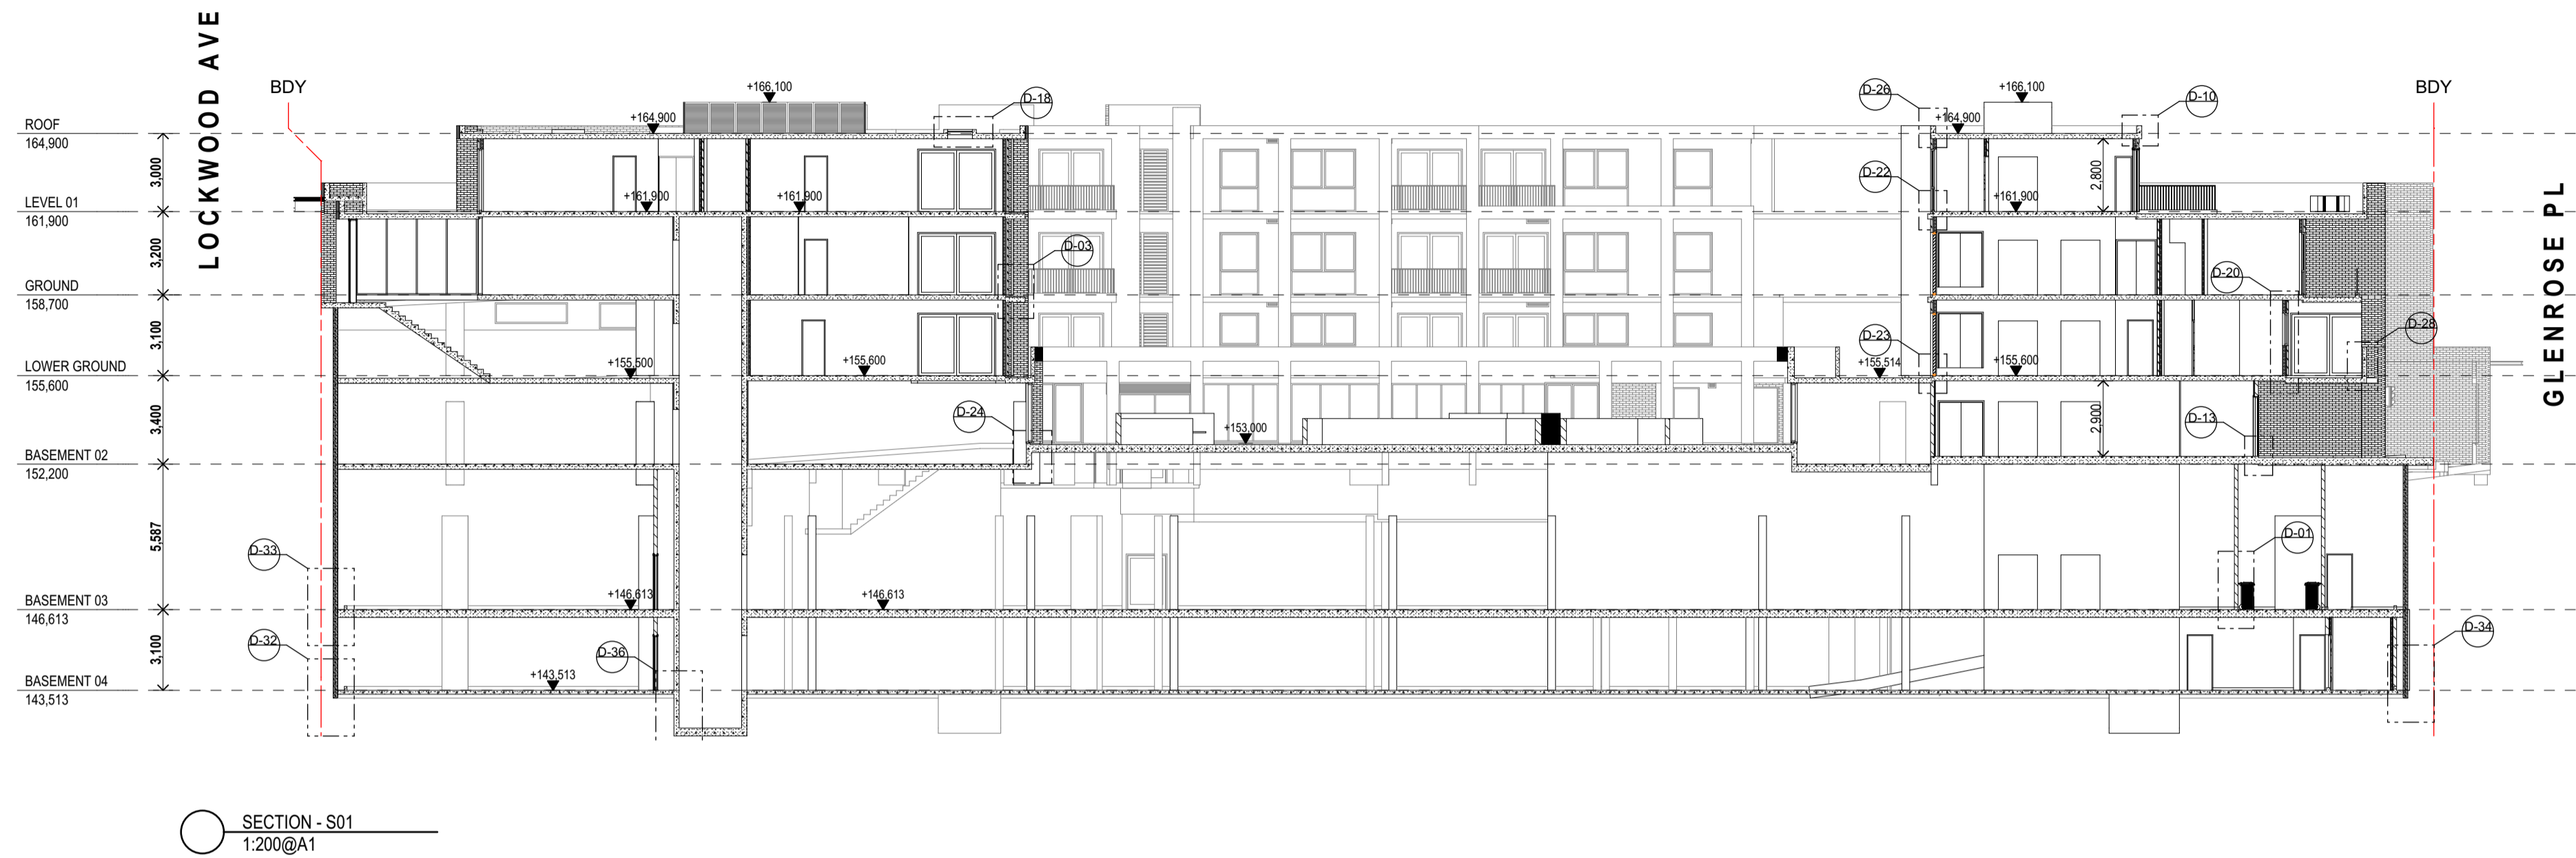 LOCKWOOD AVE
BDY
+166,100
D-18
D-26
+166,100
D-10
BDY
ROOF
164,900
+164,900
+164,900
3,000
D-22
2,800
LEVEL 01
161,900
+161,900
+161,900
+161,900
3,200
D-03
D-20
GROUND
158,700
3,100
D-23
D-28
GLENROSE PL
LOWER GROUND
155,600
+155,500
+155,600
+155,514
+155,600
3,400
D-24
+153,000
2,900
D-13
BASEMENT 02
152,200
5,587
D-33
D-01
BASEMENT 03
146,613
+146,613
+146,613
3,100
D-32
D-36
D-34
BASEMENT 04
143,513
+143,513
SECTION - S01
1:200@A1